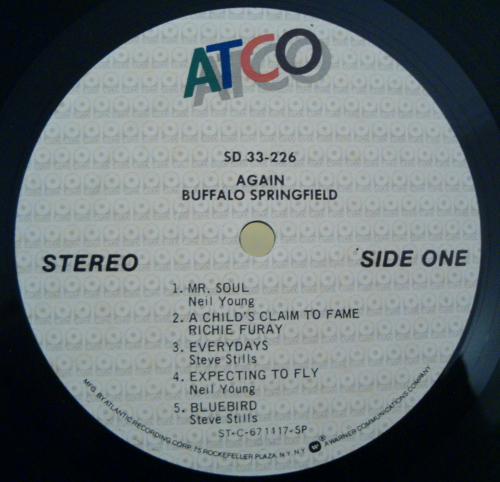 ATCO
SD 33-226
AGAIN
BUFFALO SPRINGFIELD
STEREO
SIDE ONE
1. MR. SOUL
Neil Young
2. A CHILD'S CLAIM TO FAME
RICHIE FURAY
3. EVERYDAYS
Steve Stills
4. EXPECTING TO FLY
Neil Young
5. BLUEBIRD
Steve Stills
ST-C-671117-SP
MFG. BY ATLANTIC RECORDING CORP. 75 ROCKEFELLER PLAZA, N.Y. N.Y. W ® A WARNER COMMUNICATIONS COMPANY